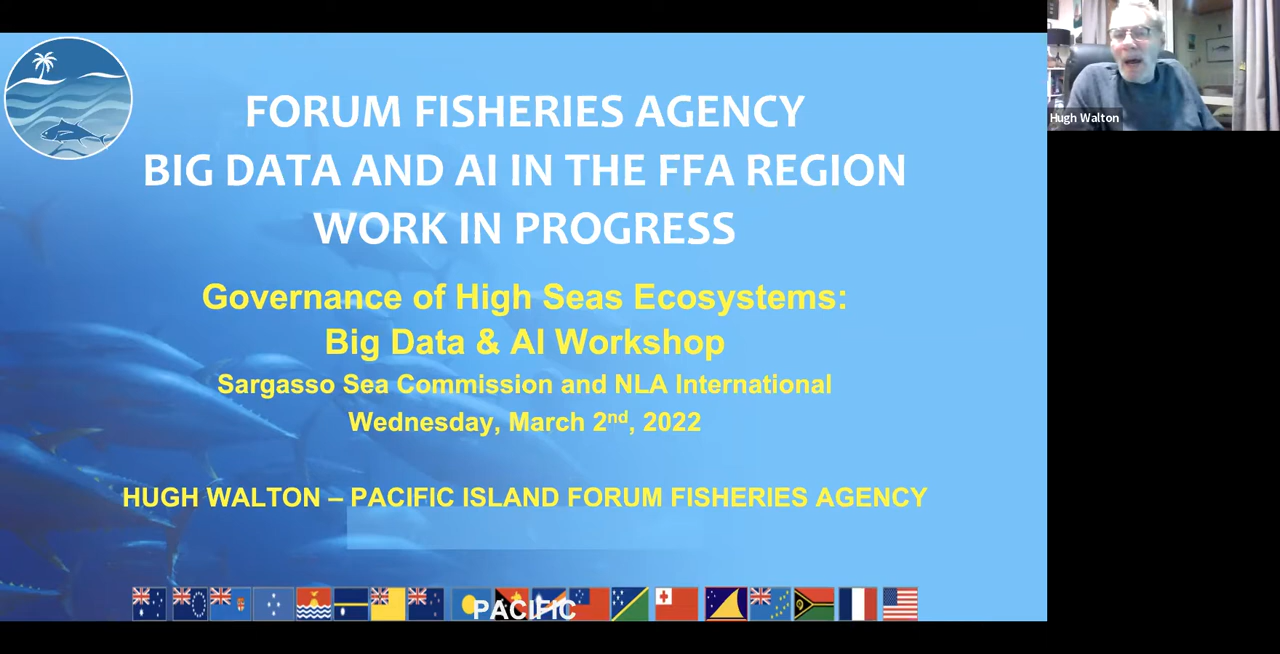 FORUM FISHERIES AGENCY
BIG DATA AND AI IN THE FFA REGION
WORK IN PROGRESS
Governance of High Seas Ecosystems:
Big Data & AI Workshop
Sargasso Sea Commission and NLA International
Wednesday, March 2nd, 2022
HUGH WALTON – PACIFIC ISLAND FORUM FISHERIES AGENCY
PACIFIC
Hugh Walton